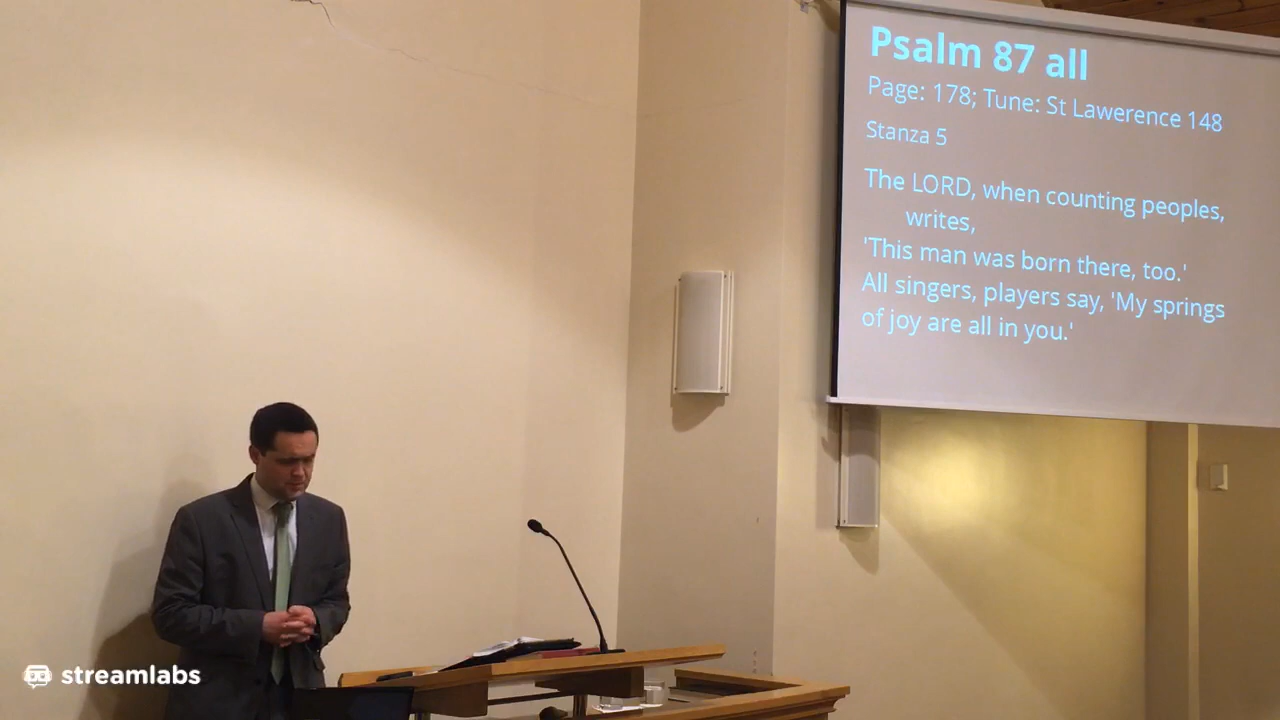 Psalm 87 all
Page: 178; Tune: St Lawerence 148
Stanza 5
The LORD, when counting peoples,
writes,
'This man was born there, too.'
All singers, players say, 'My springs
of joy are all in you.'
streamlabs